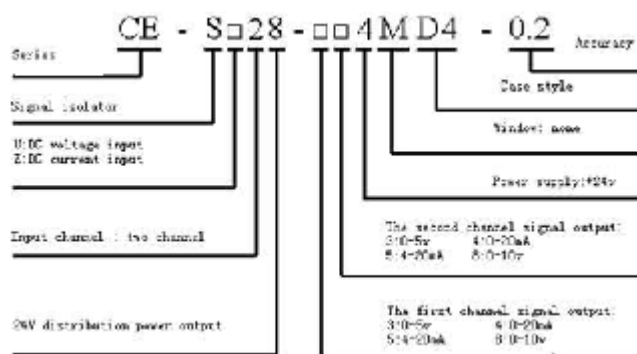 CE - S□28-□□4MD4 - 0.2
Series
Accuracy
Case style
Signal isolator
Window: none
U:DC voltage input
Z:DC current input
Power supply:+24v
Input channel : two channel
The second channel signal output:
3:0-5v 4:0-20mA
5:4-20mA 8:0-10v
24V distribution power output
The first channel signal output:
3:0-5v 4:0-20mA
5:4-20mA 8:0-10v